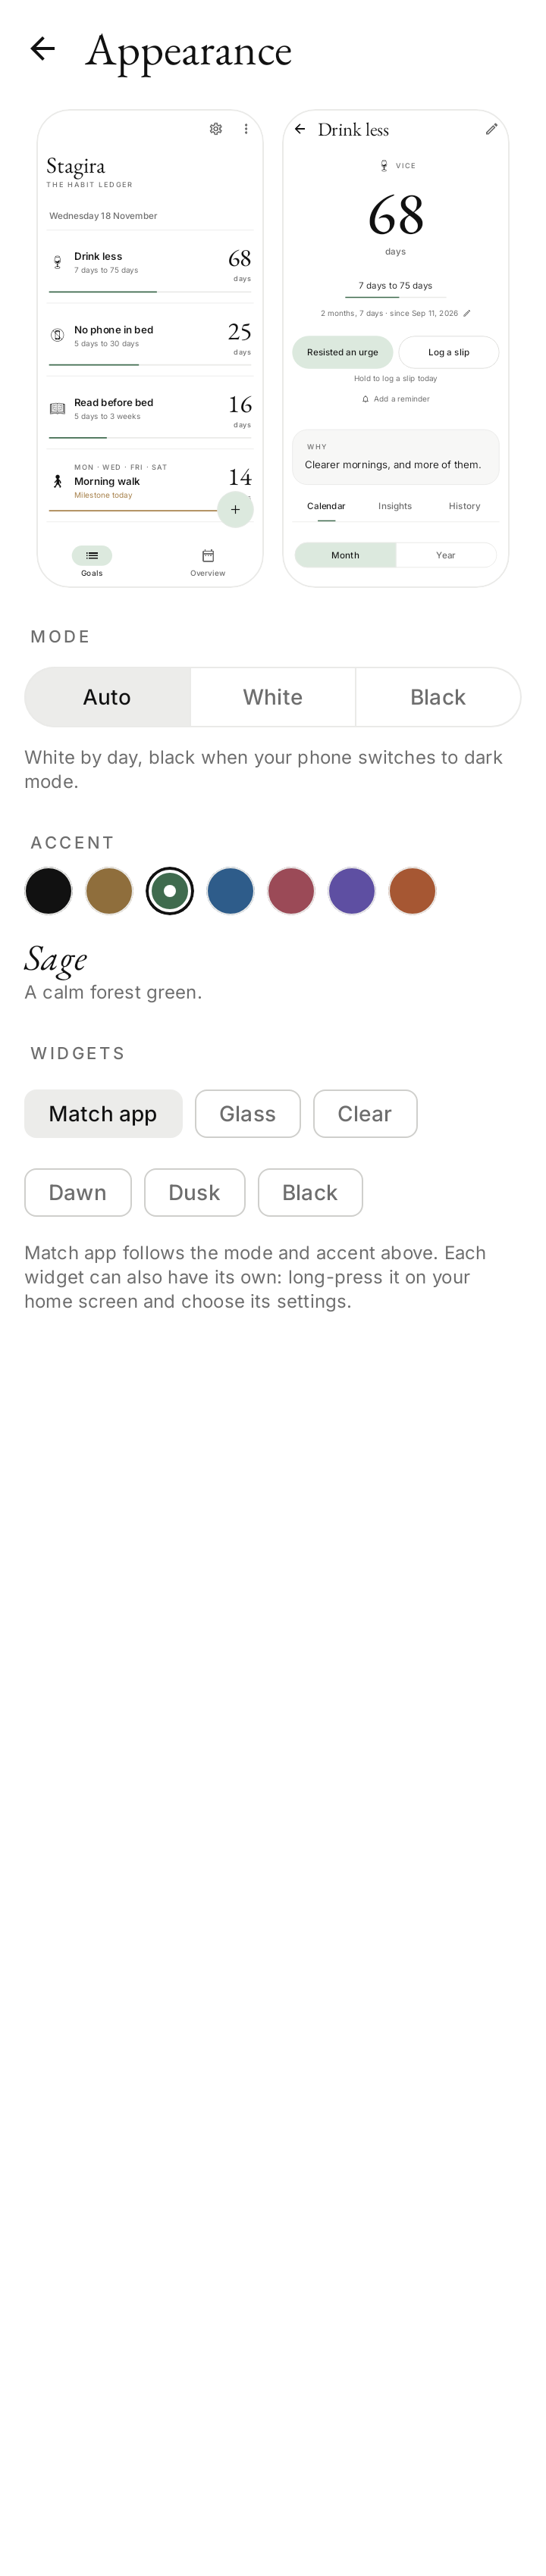 Appearance
Stagira
THE HABIT LEDGER
Wednesday 18 November
Drink less
7 days to 75 days
68
days
No phone in bed
5 days to 30 days
25
days
Read before bed
5 days to 3 weeks
16
days
MON · WED · FRI · SAT
Morning walk
Milestone today
14
+
Goals
Overview
Drink less
VICE
68
days
7 days to 75 days
2 months, 7 days · since Sep 11, 2026
Resisted an urge
Log a slip
Hold to log a slip today
Add a reminder
WHY
Clearer mornings, and more of them.
Calendar
Insights
History
Month
Year
MODE
Auto
White
Black
White by day, black when your phone switches to dark
mode.
ACCENT
Sage
A calm forest green.
WIDGETS
Match app
Glass
Clear
Dawn
Dusk
Black
Match app follows the mode and accent above. Each
widget can also have its own: long-press it on your
home screen and choose its settings.